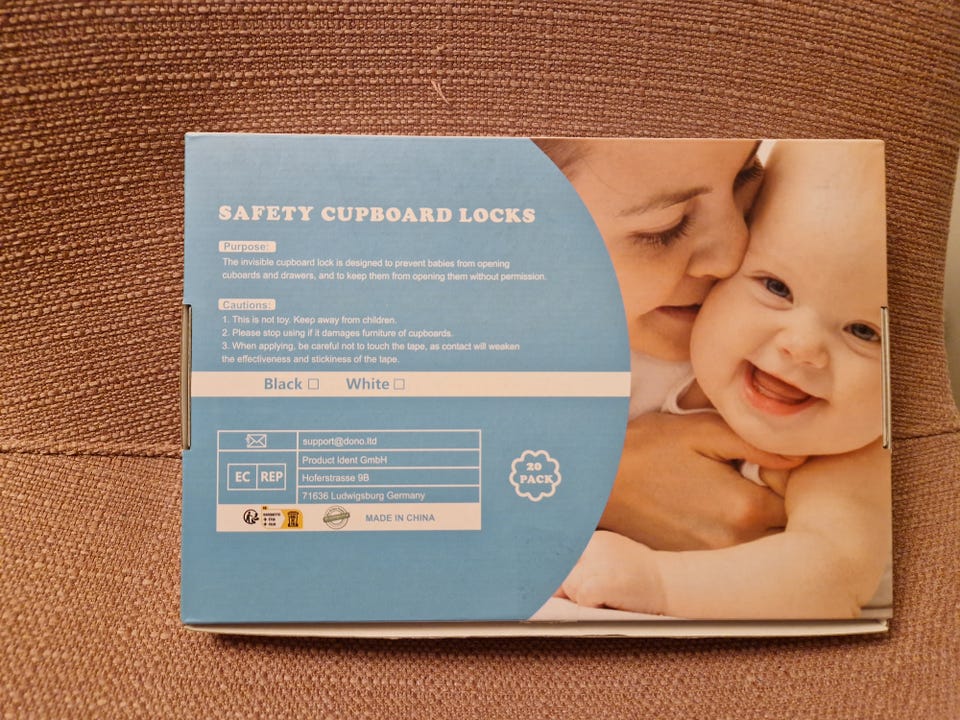 SAFETY CUPBOARD LOCKS
Purpose:
The invisible cupboard lock is designed to prevent babies from opening
cuboards and drawers, and to keep them from opening them without permission.
Cautions:
1. This is not toy. Keep away from children.
2. Please stop using if it damages furniture of cupboards.
3. When applying, be careful not to touch the tape, as contact will weaken
the effectiveness and stickiness of the tape.
Black □ White □
support@dono.ltd
EC REP
Product Ident GmbH
Hoferstrasse 9B
71636 Ludwigsburg Germany
20
PACK
MADE IN CHINA